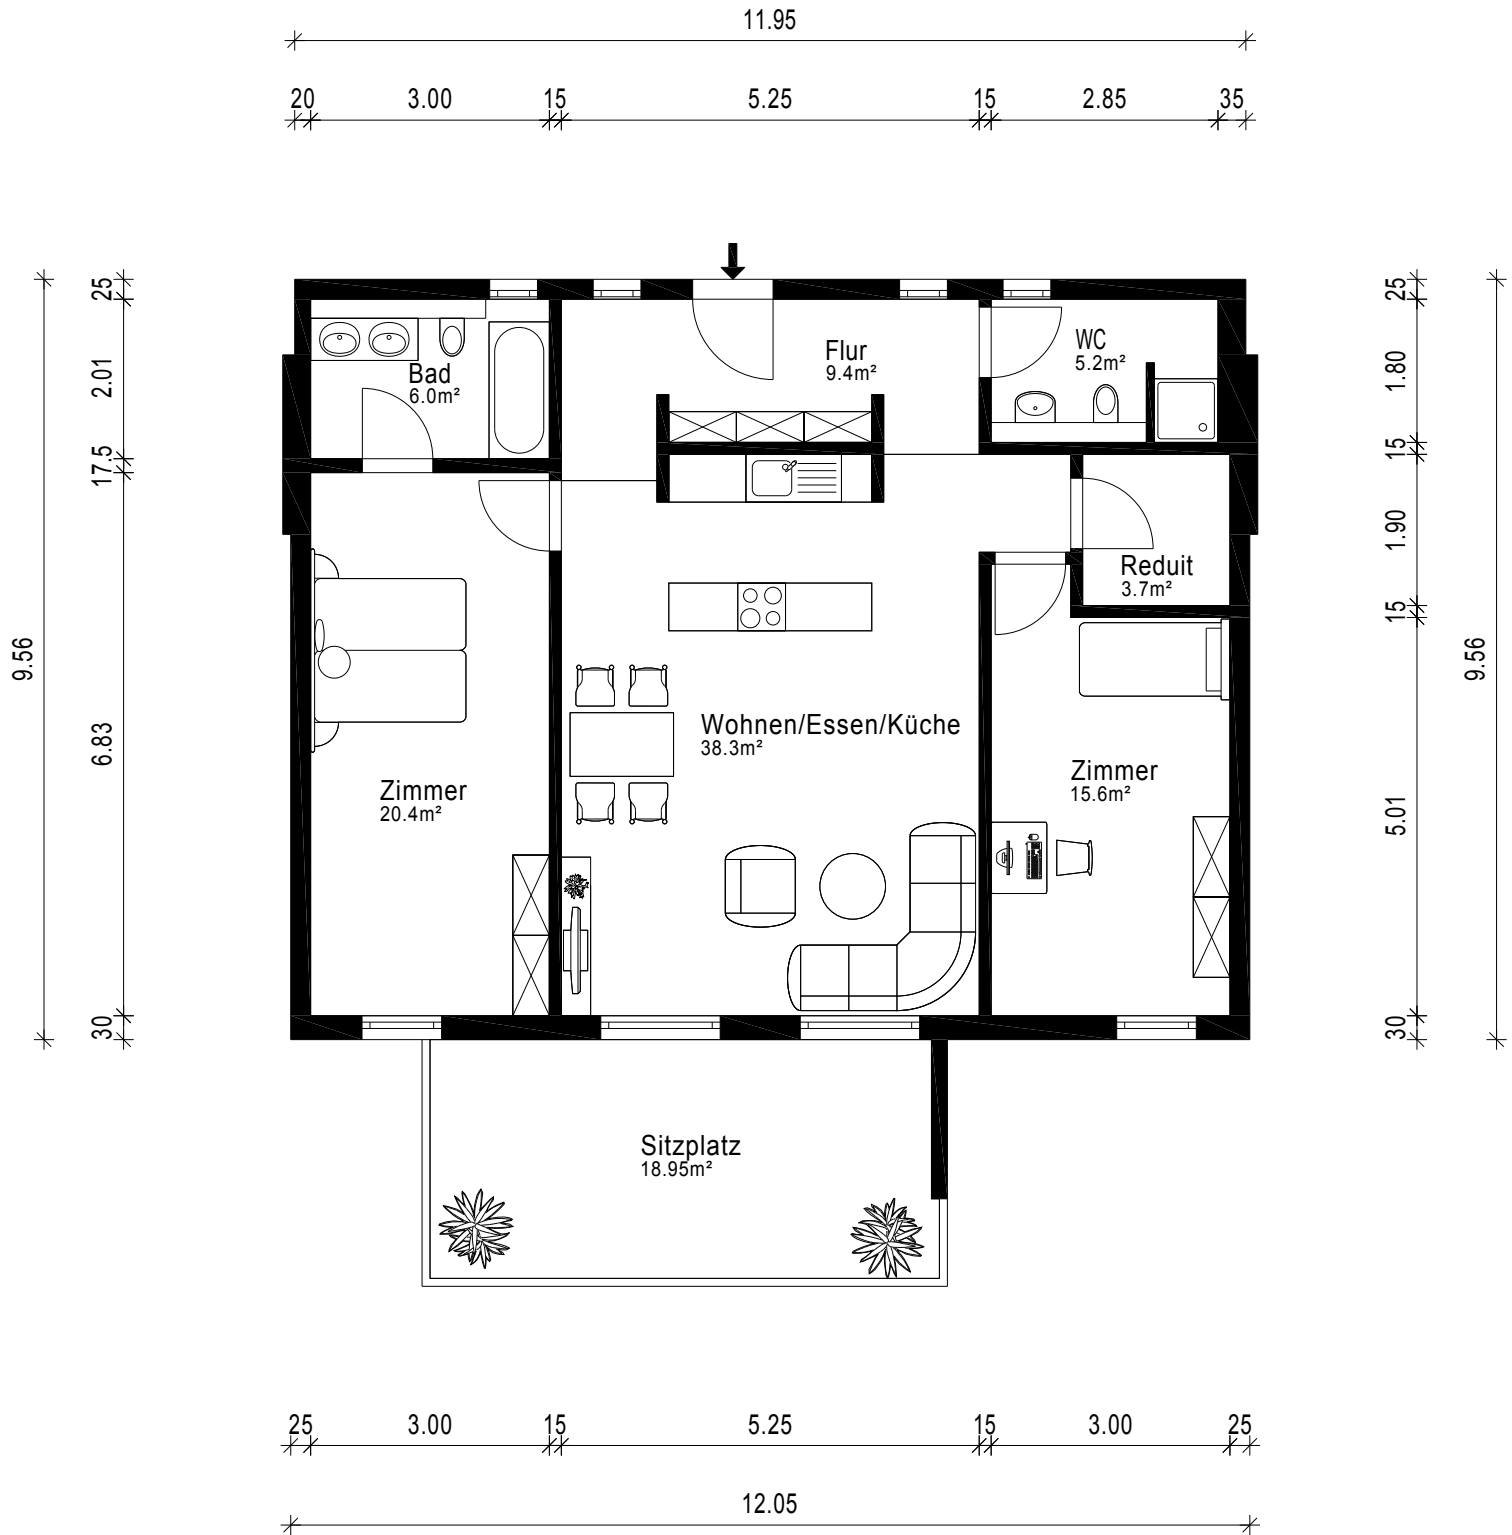 11.95
20 3.00 15 5.25 15 2.85 35
25
2.01
17.5
6.83
30
9.56
25
1.80
15
1.90
15
5.01
30
9.56
Bad
6.0m²
Flur
9.4m²
WC
5.2m²
Reduit
3.7m²
Wohnen/Essen/Küche
38.3m²
Zimmer
20.4m²
Zimmer
15.6m²
Sitzplatz
18.95m²
25 3.00 15 5.25 15 3.00 25
12.05